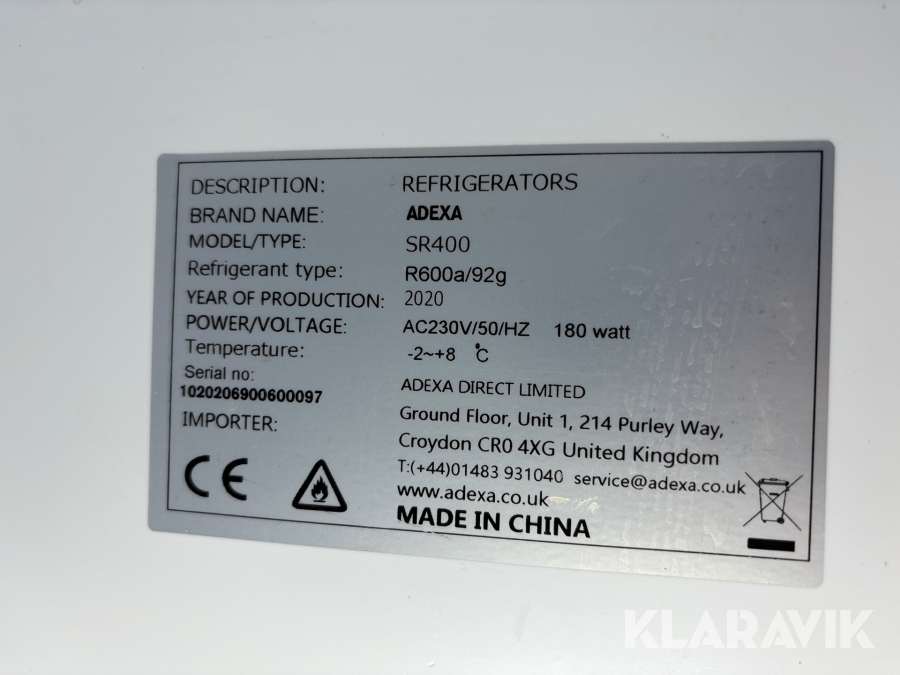 DESCRIPTION: REFRIGERATORS
BRAND NAME: ADEXA
MODEL/TYPE: SR400
Refrigerant type: R600a/92g
YEAR OF PRODUCTION: 2020
POWER/VOLTAGE: AC230V/50/HZ 180 watt
Temperature: -2~+8 °C
Serial no:
1020206900600097
IMPORTER: ADEXA DIRECT LIMITED
Ground Floor, Unit 1, 214 Purley Way,
Croydon CR0 4XG United Kingdom
T:(+44)01483 931040 service@adexa.co.uk
www.adexa.co.uk
MADE IN CHINA
CE
KLARAVIK